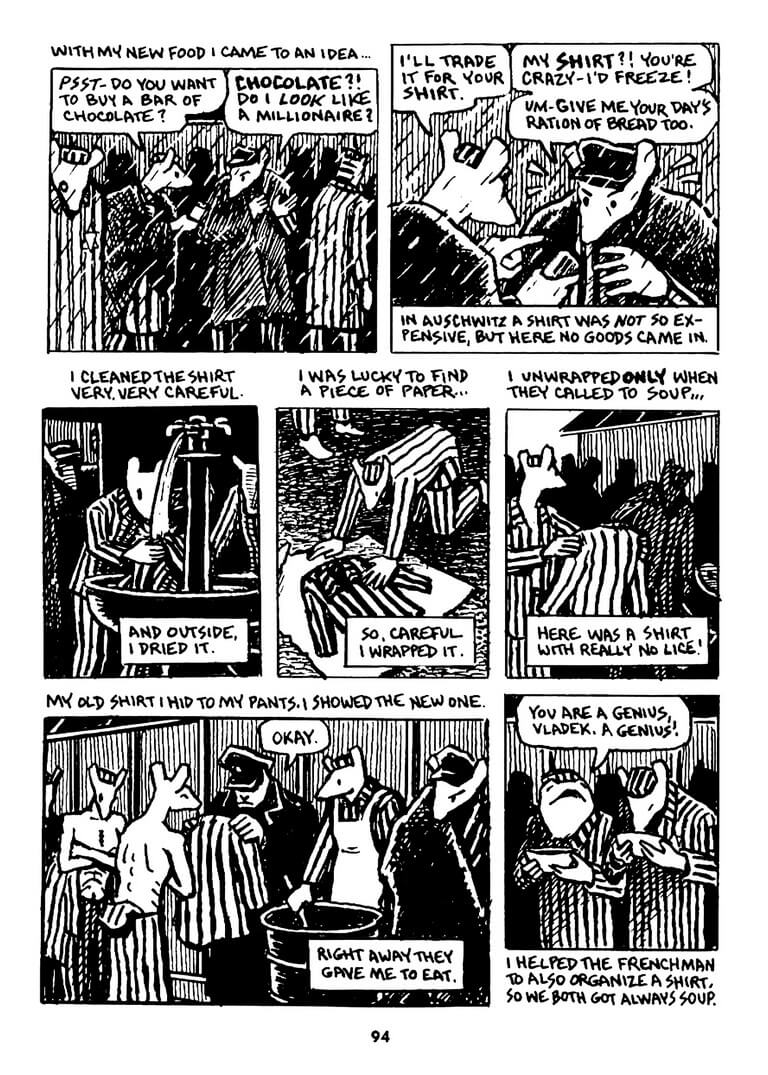 WITH MY NEW FOOD I CAME TO AN IDEA...
PSST- DO YOU WANT
TO BUY A BAR OF
CHOCOLATE?
CHOCOLATE?!
DO I LOOK LIKE
A MILLIONAIRE?
I'LL TRADE
IT FOR YOUR
SHIRT.
MY SHIRT?! YOU'RE
CRAZY-I'D FREEZE!
UM-GIVE ME YOUR DAY'S
RATION OF BREAD TOO.
IN AUSCHWITZ A SHIRT WAS NOT SO EX-
PENSIVE, BUT HERE NO GOODS CAME IN.
I CLEANED THE SHIRT
VERY, VERY CAREFUL.
AND OUTSIDE,
I DRIED IT.
I WAS LUCKY TO FIND
A PIECE OF PAPER...
SO, CAREFUL
I WRAPPED IT.
I UNWRAPPED ONLY WHEN
THEY CALLED TO SOUP...
HERE WAS A SHIRT
WITH REALLY NO LICE!
MY OLD SHIRT I HID TO MY PANTS. I SHOWED THE NEW ONE.
OKAY.
RIGHT AWAY THEY
GAVE ME TO EAT.
YOU ARE A GENIUS,
VLADEK. A GENIUS!
I HELPED THE FRENCHMAN
TO ALSO ORGANIZE A SHIRT,
SO WE BOTH GOT ALWAYS SOUP.
94